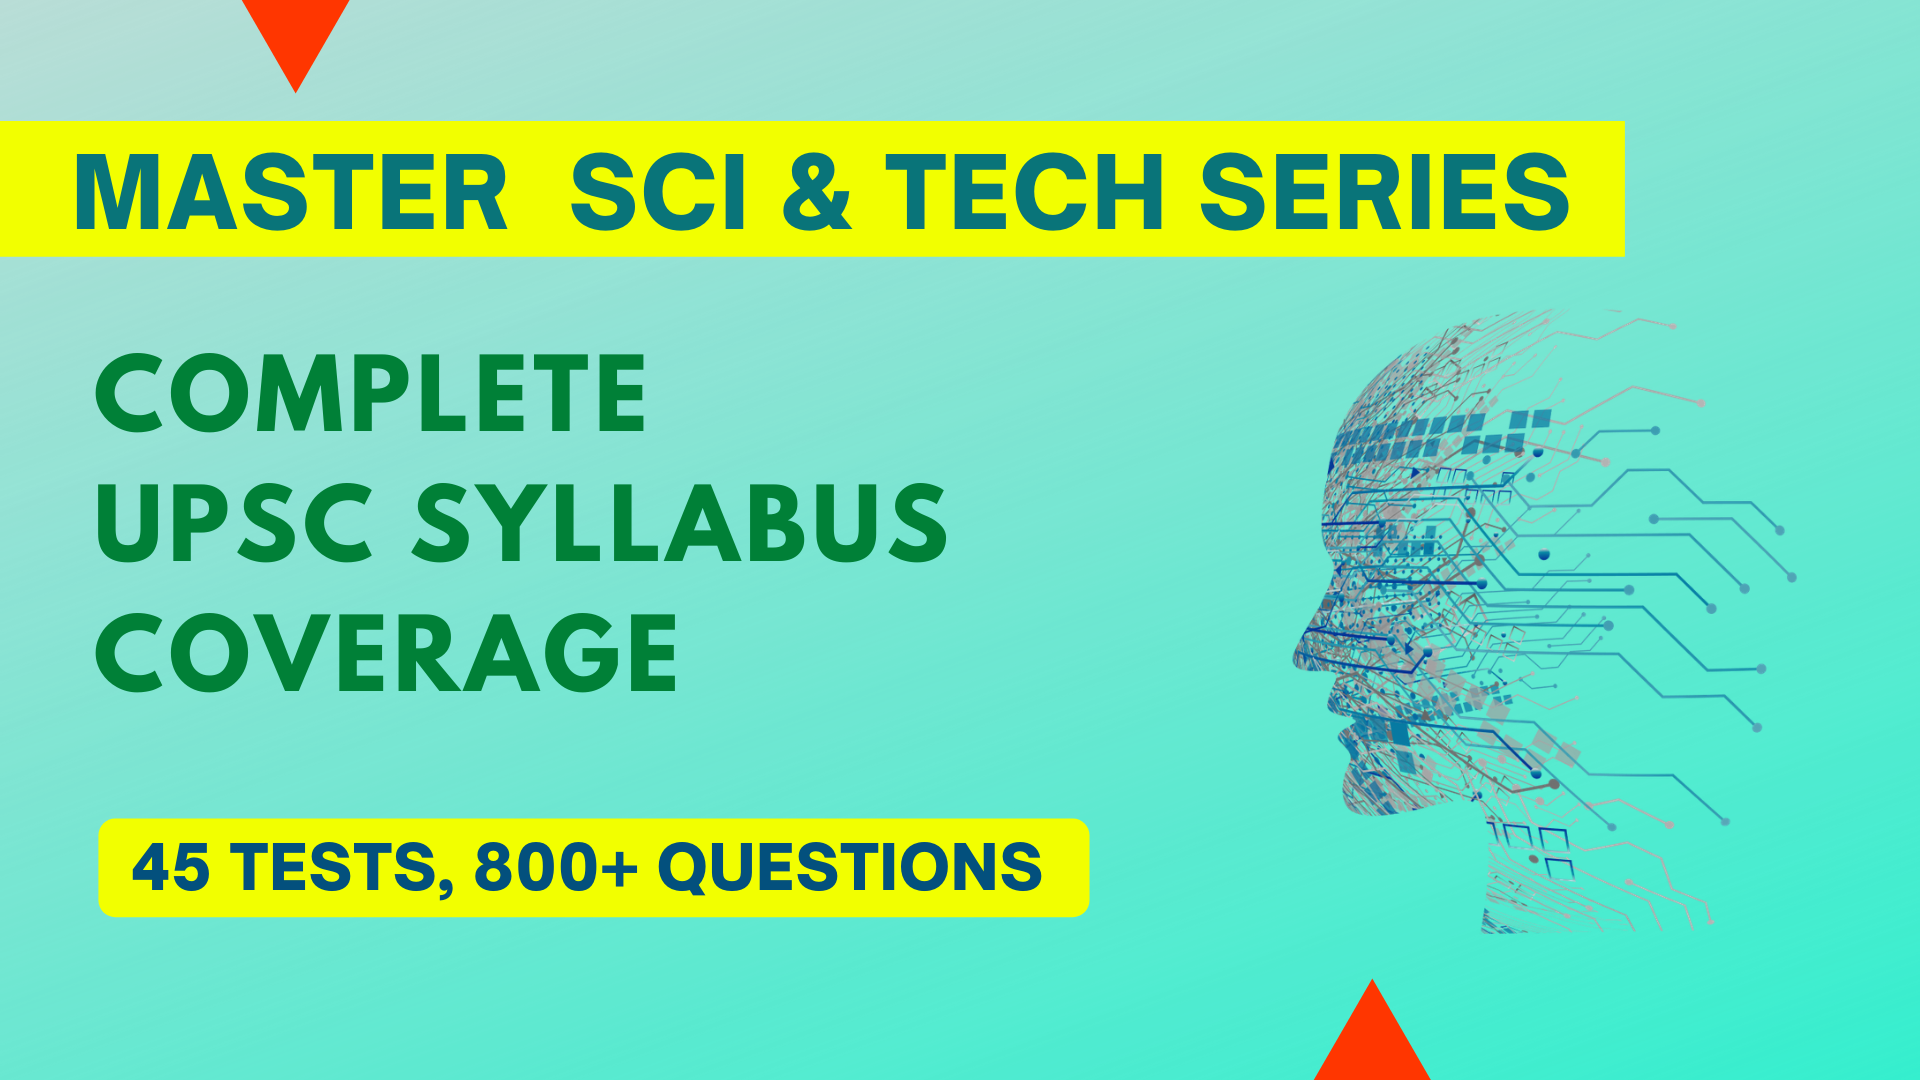 MASTER SCI & TECH SERIES
COMPLETE
UPSC SYLLABUS
COVERAGE
45 TESTS, 800+ QUESTIONS